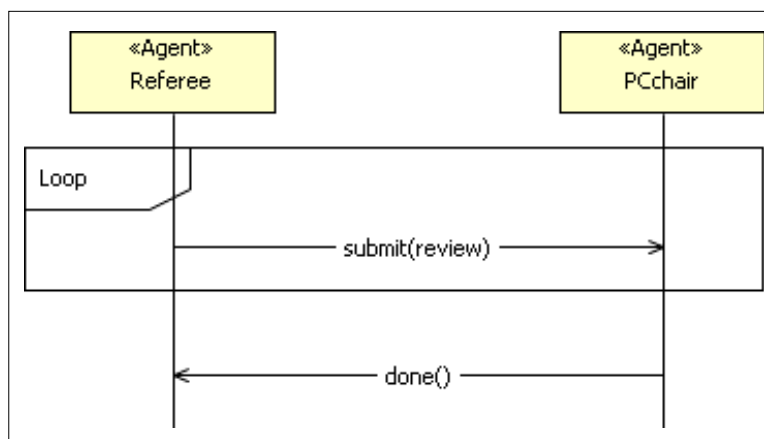 «Agent»
Referee
«Agent»
PCchair
Loop
submit(review)
done()